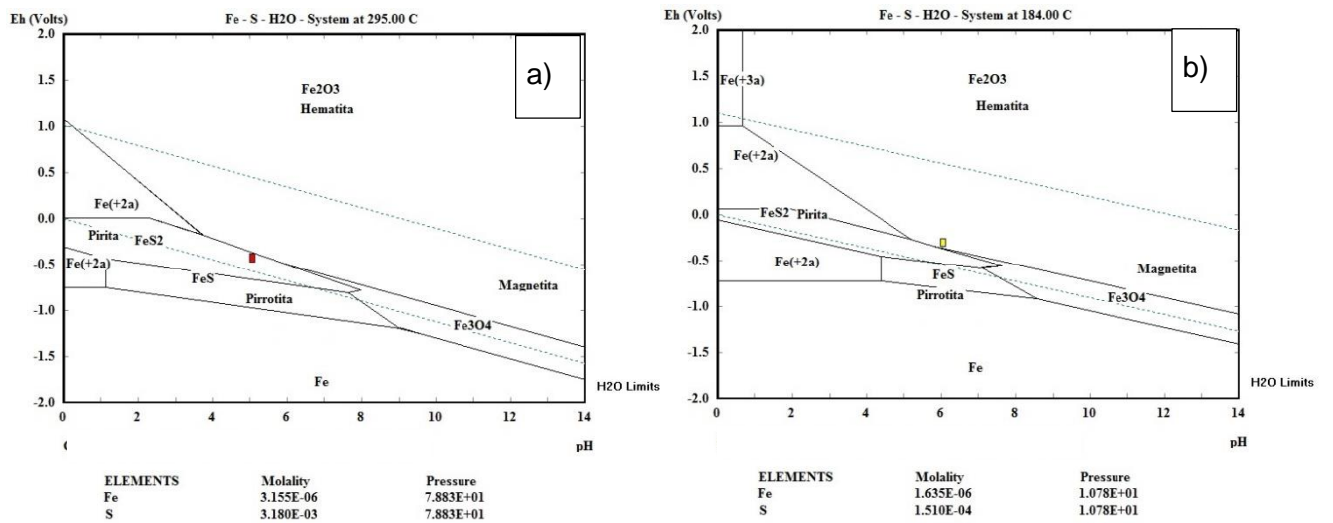 Eh (Volts)
Fe - S - H2O - System at 295.00 C
a)
2.0
1.5
1.0
0.5
0.0
-0.5
-1.0
-1.5
-2.0
Fe2O3
Hematita
Fe(+2a)
Pirita
FeS2
Fe(+2a)
FeS
Pirrotita
Magnetita
Fe3O4
Fe
H2O Limits
0 2 4 6 8 10 12 14
pH
ELEMENTS Molality Pressure
Fe 3.155E-06 7.883E+01
S 3.180E-03 7.883E+01
Eh (Volts)
Fe - S - H2O - System at 184.00 C
b)
2.0
1.5
1.0
0.5
0.0
-0.5
-1.0
-1.5
-2.0
Fe(+3a)
Fe2O3
Hematita
Fe(+2a)
FeS2 Pirita
Fe(+2a)
FeS
Pirrotita
Magnetita
Fe3O4
Fe
H2O Limits
0 2 4 6 8 10 12 14
pH
ELEMENTS Molality Pressure
Fe 1.635E-06 1.078E+01
S 1.510E-04 1.078E+01